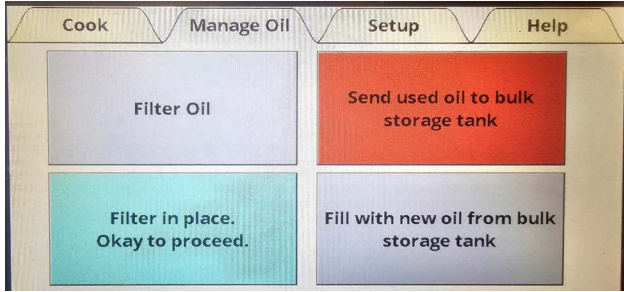 Cook
Manage Oil
Setup
Help
Filter Oil
Send used oil to bulk
storage tank
Filter in place.
Okay to proceed.
Fill with new oil from bulk
storage tank